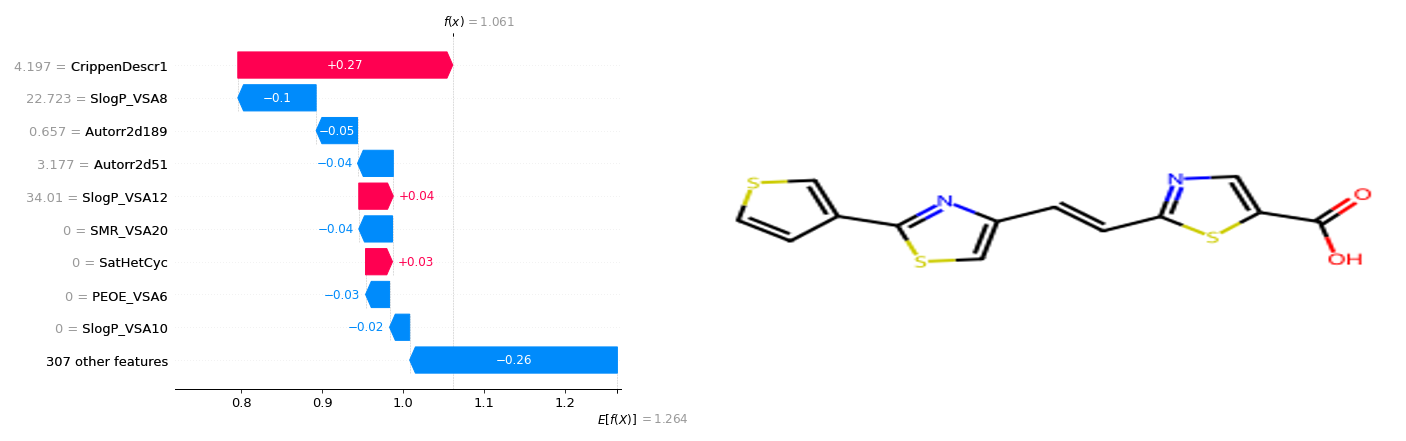 f(x) = 1.061
4.197 = CrippenDescr1
+0.27
22.723 = SlogP_VSA8
−0.1
0.657 = Autorr2d189
−0.05
3.177 = Autorr2d51
−0.04
34.01 = SlogP_VSA12
+0.04
0 = SMR_VSA20
−0.04
0 = SatHetCyc
+0.03
0 = PEOE_VSA6
−0.03
0 = SlogP_VSA10
−0.02
307 other features
−0.26
0.8 0.9 1.0 1.1 1.2
E[f(X)] = 1.264
S
N
S
N
S
O
OH